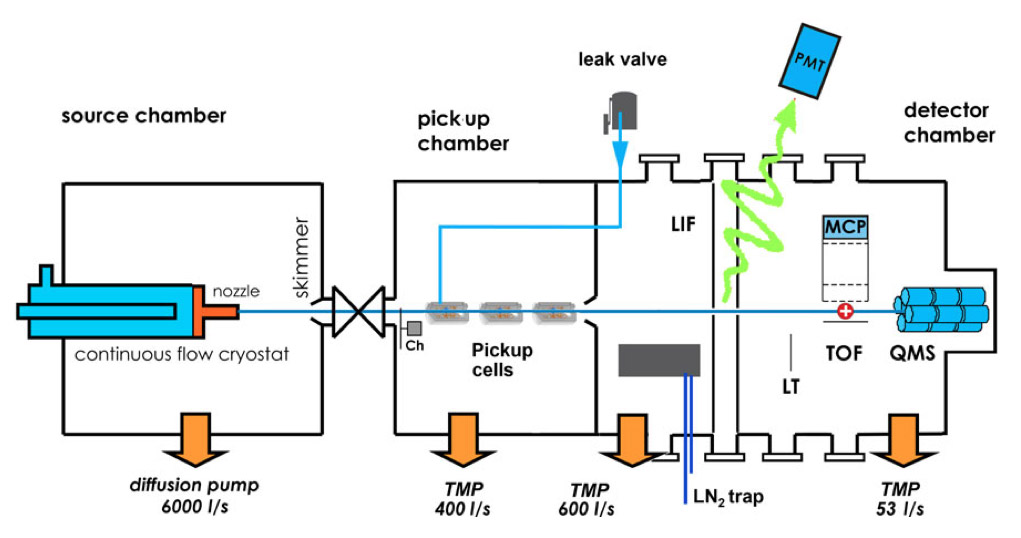 leak valve
PMT
source chamber
pick-up
chamber
detector
chamber
LIF
MCP
skimmer
nozzle
continuous flow cryostat
Ch
Pickup
cells
TOF
QMS
LT
diffusion pump
6000 l/s
TMP
400 l/s
TMP
600 l/s
LN2 trap
TMP
53 l/s